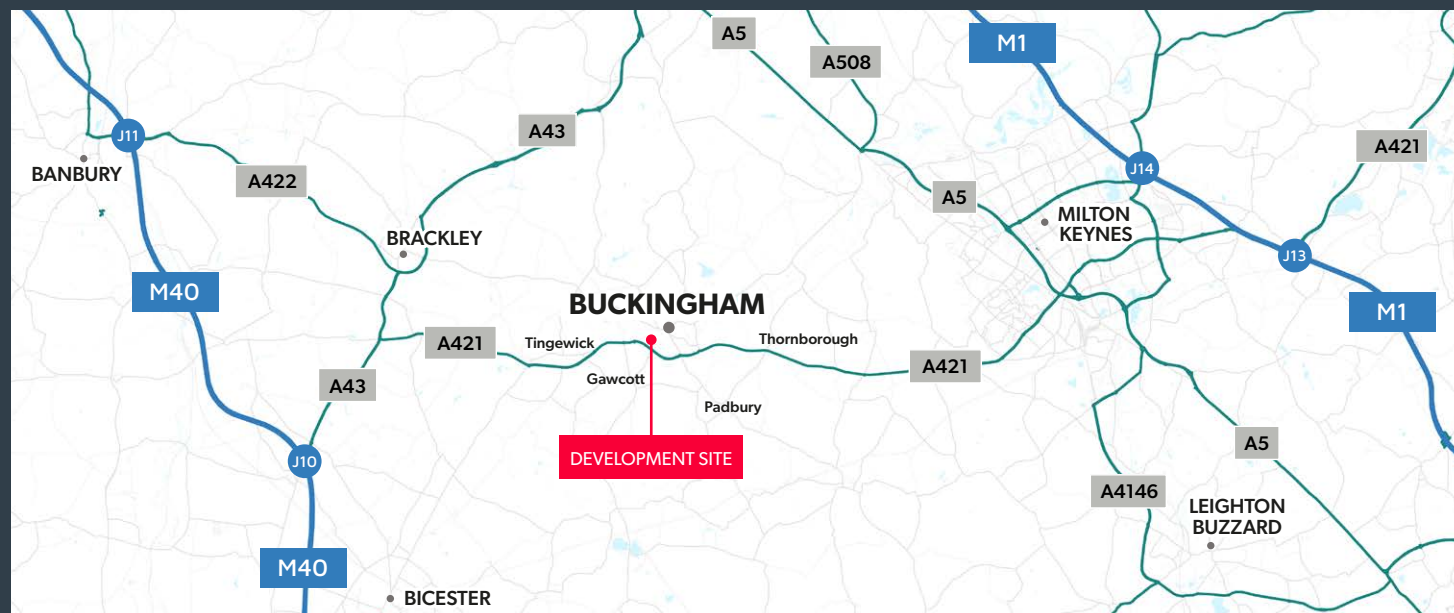 A5
M1
A508
A43
J11
A421
BANBURY
J14
A422
A5
MILTON
KEYNES
BRACKLEY
J13
M40
BUCKINGHAM
M1
A421
Tingewick
Thornborough
A421
Gawcott
A43
Padbury
A5
DEVELOPMENT SITE
J10
A4146
LEIGHTON
BUZZARD
M40
BICESTER